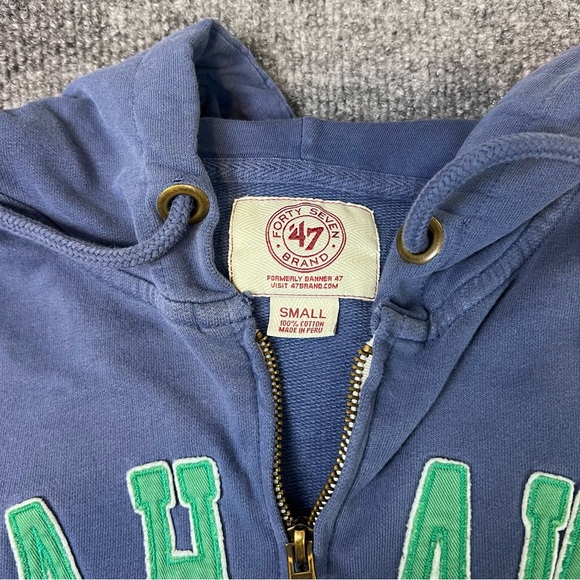 FORTY SEVEN
'47
BRAND
FORMERLY BANNER 47
VISIT 47BRAND.COM
SMALL
100% COTTON
MADE IN PERU
H